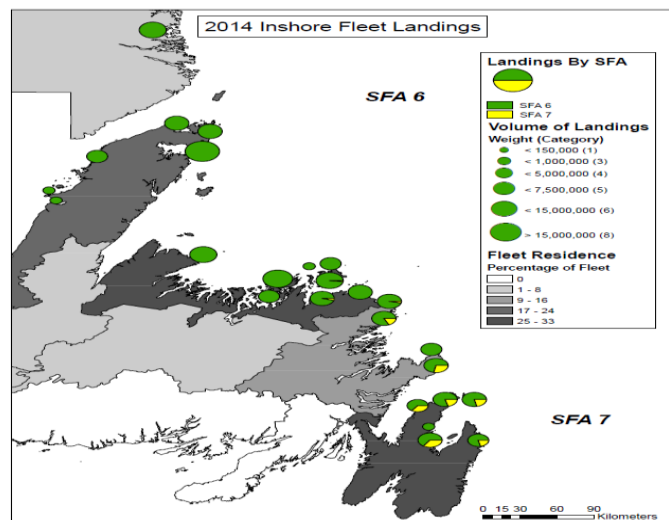 2014 Inshore Fleet Landings
SFA 6
Landings By SFA
SFA 6
SFA 7
Volume of Landings
Weight (Category)
< 150,000 (1)
< 1,000,000 (3)
< 5,000,000 (4)
< 7,500,000 (5)
< 15,000,000 (6)
> 15,000,000 (8)
Fleet Residence
Percentage of Fleet
0
1 - 8
9 - 16
17 - 24
25 - 33
SFA 7
0 15 30 60 90
Kilometers